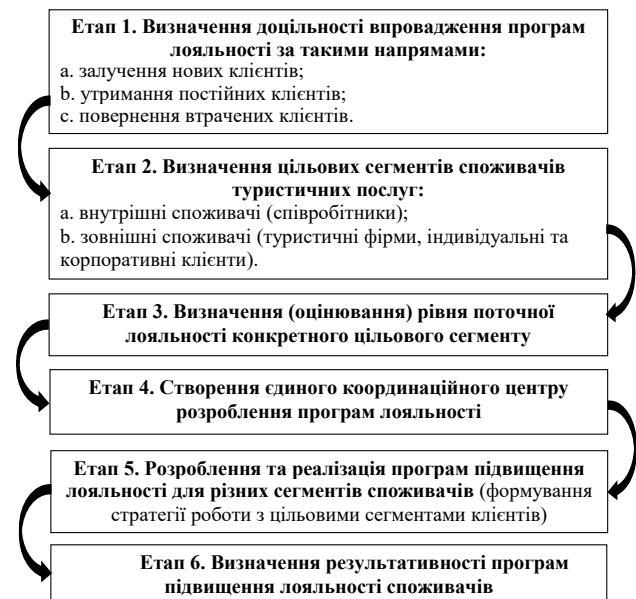 Етап 1. Визначення доцільності впровадження програм
лояльності за такими напрямами:
a. залучення нових клієнтів;
b. утримання постійних клієнтів;
c. повернення втрачених клієнтів.
Етап 2. Визначення цільових сегментів споживачів
туристичних послуг:
a. внутрішні споживачі (співробітники);
b. зовнішні споживачі (туристичні фірми, індивідуальні та
корпоративні клієнти).
Етап 3. Визначення (оцінювання) рівня поточної
лояльності конкретного цільового сегменту
Етап 4. Створення єдиного координаційного центру
розроблення програм лояльності
Етап 5. Розроблення та реалізація програм підвищення
лояльності для різних сегментів споживачів (формування
стратегії роботи з цільовими сегментами клієнтів)
Етап 6. Визначення результативності програм
підвищення лояльності споживачів